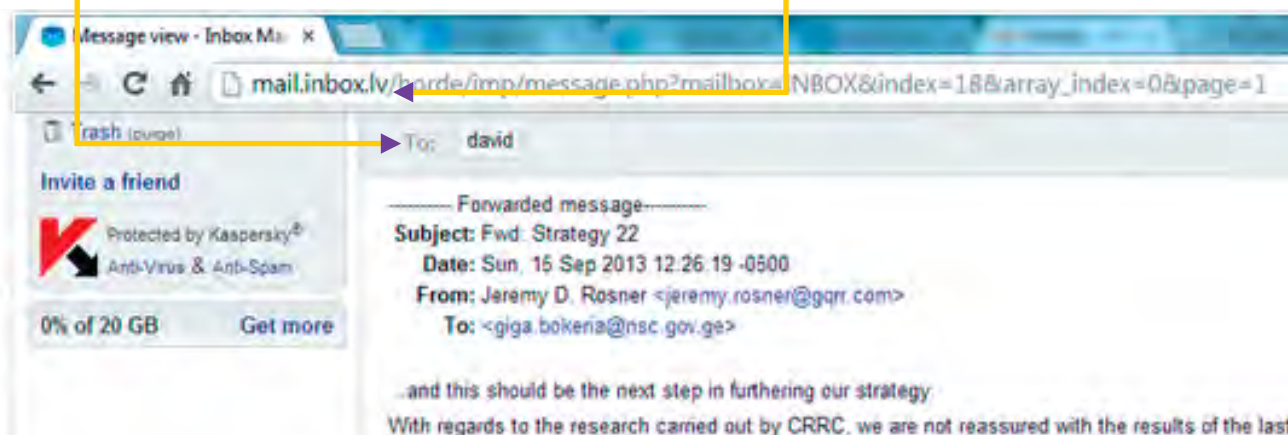 Message view - Inbox Ma
mail.inbox.lv/horde/imp/message.php?mailbox=INBOX&index=18&array_index=0&page=1
Trash (purge)
To: david
Invite a friend
Protected by Kaspersky®
Anti-Virus & Anti-Spam
0% of 20 GB Get more
---------- Forwarded message----------
Subject: Fwd: Strategy 22
Date: Sun, 15 Sep 2013 12:26:19 -0500
From: Jeremy D. Rosner <jeremy.rosner@gqrr.com>
To: <giga.bokeria@nsc.gov.ge>
...and this should be the next step in furthering our strategy
With regards to the research carried out by CRRC, we are not reassured with the results of the last